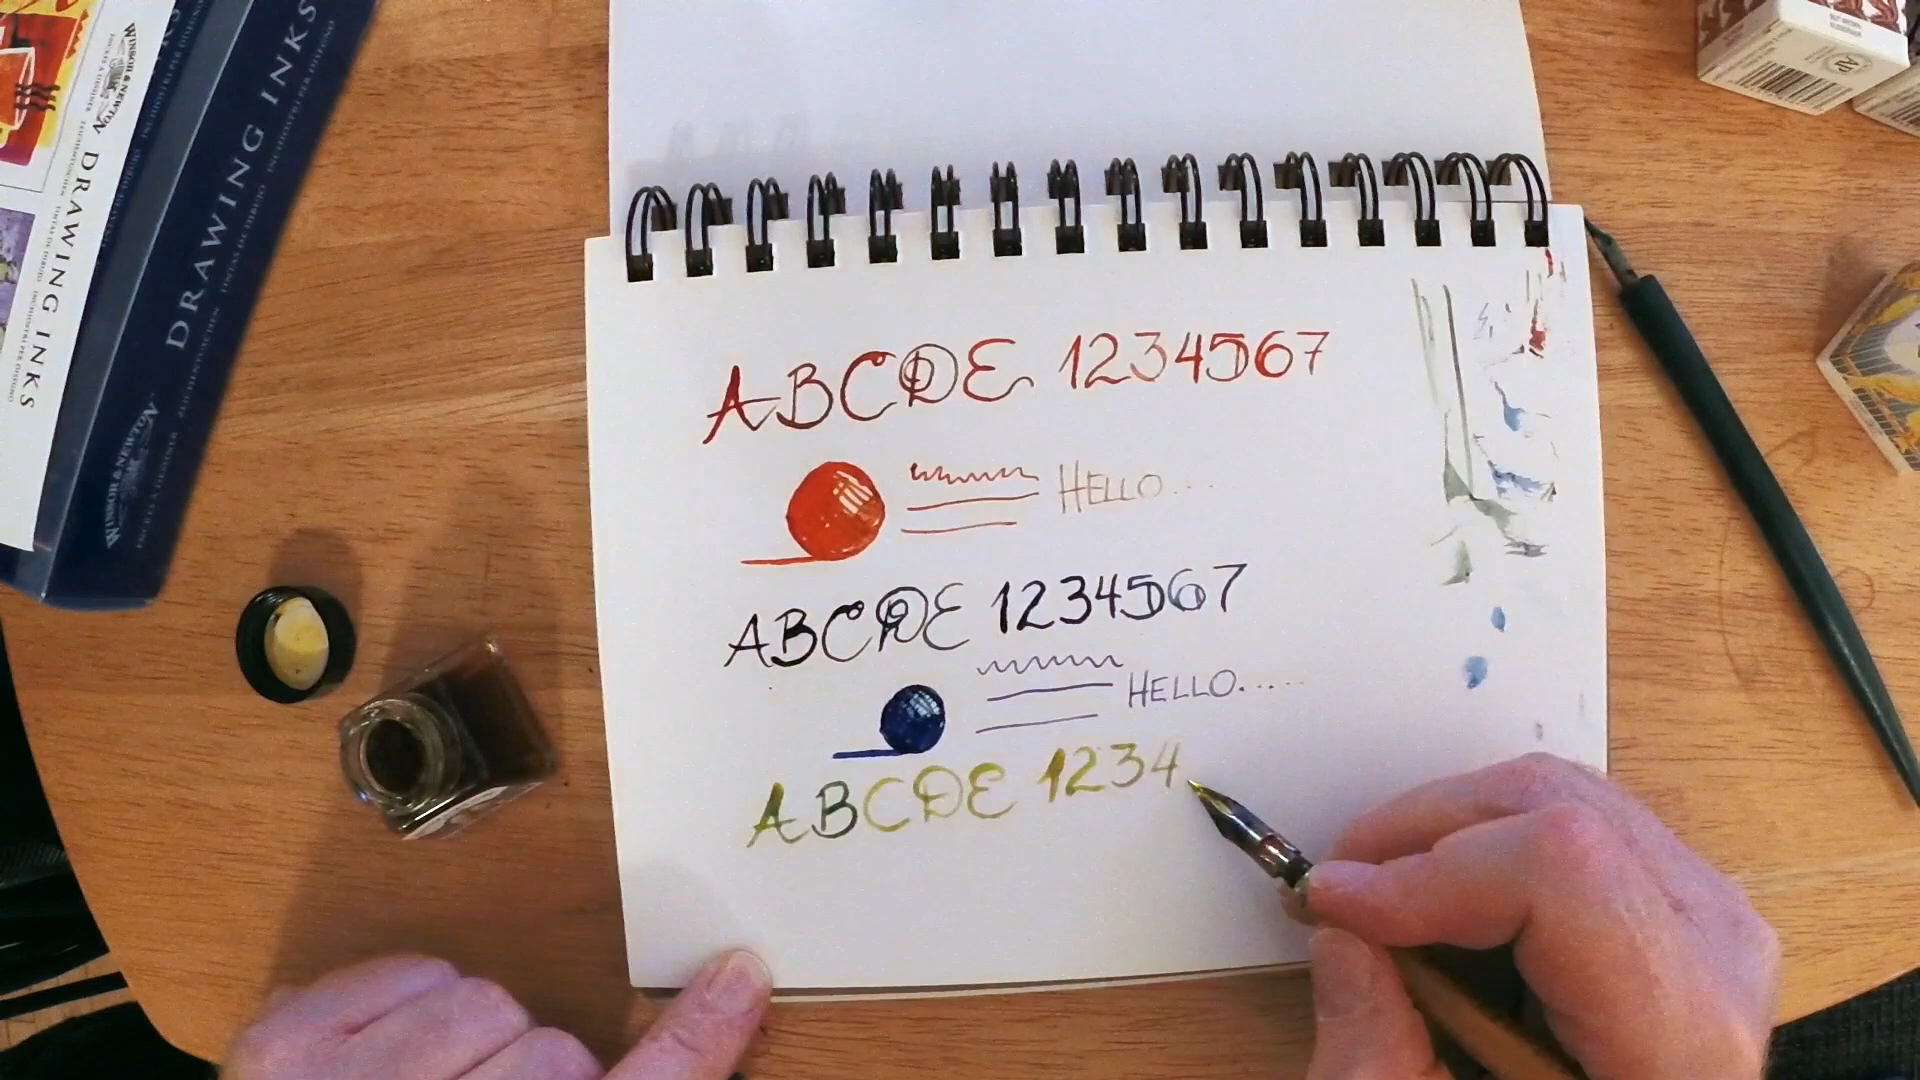 WINSOR & NEWTON
DRAWING INKS
DRAWING INKS
WINSOR & NEWTON
ABCDE 1234567
HELLO....
ABCDE 1234567
HELLO.....
ABCDE 1234